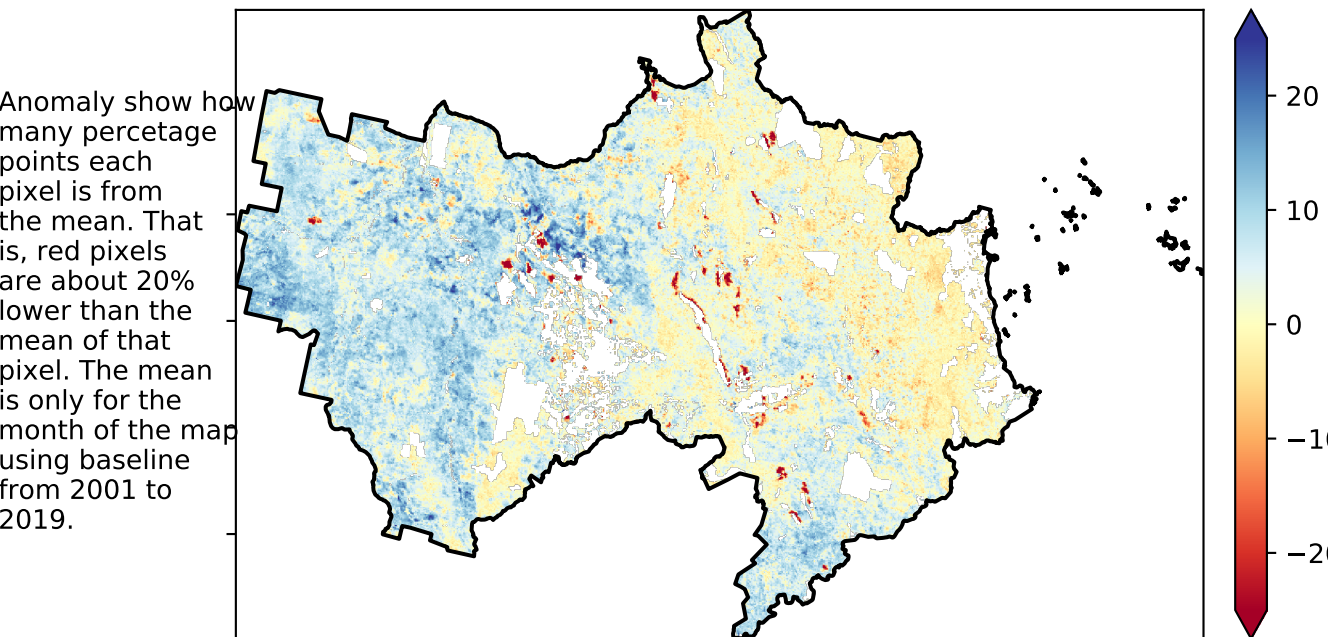 Anomaly show how
many percetage
points each
pixel is from
the mean. That
is, red pixels
are about 20%
lower than the
mean of that
pixel. The mean
is only for the
month of the map
using baseline
from 2001 to
2019.
20
10
0
−10
−20